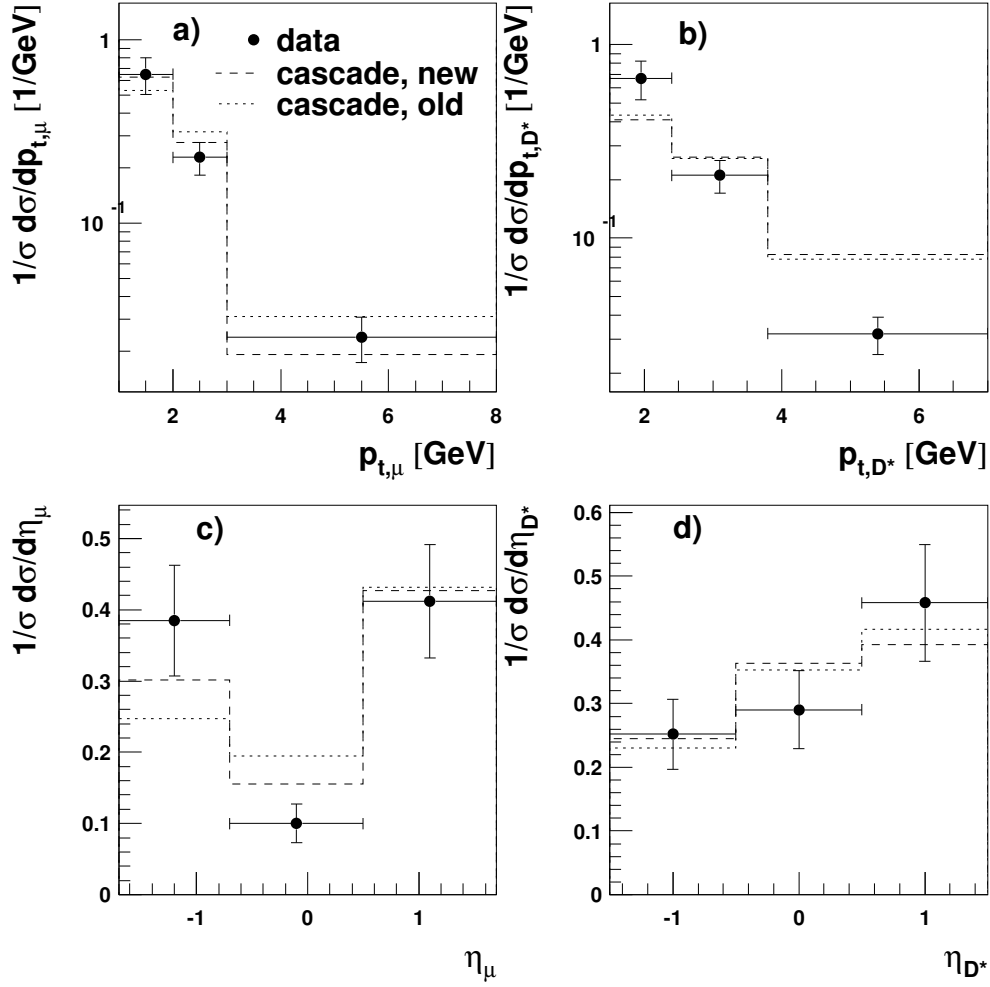 a)
data
cascade, new
cascade, old
1/σ dσ/dp_{t,μ} [1/GeV]
1
10^{-1}
2 4 6 8
p_{t,μ} [GeV]
b)
1/σ dσ/dp_{t,D*} [1/GeV]
1
10^{-1}
2 4 6
p_{t,D*} [GeV]
c)
1/σ dσ/dη_μ
0.5
0.4
0.3
0.2
0.1
0
-1 0 1
η_μ
d)
1/σ dσ/dη_{D*}
0.6
0.5
0.4
0.3
0.2
0.1
0
-1 0 1
η_{D*}